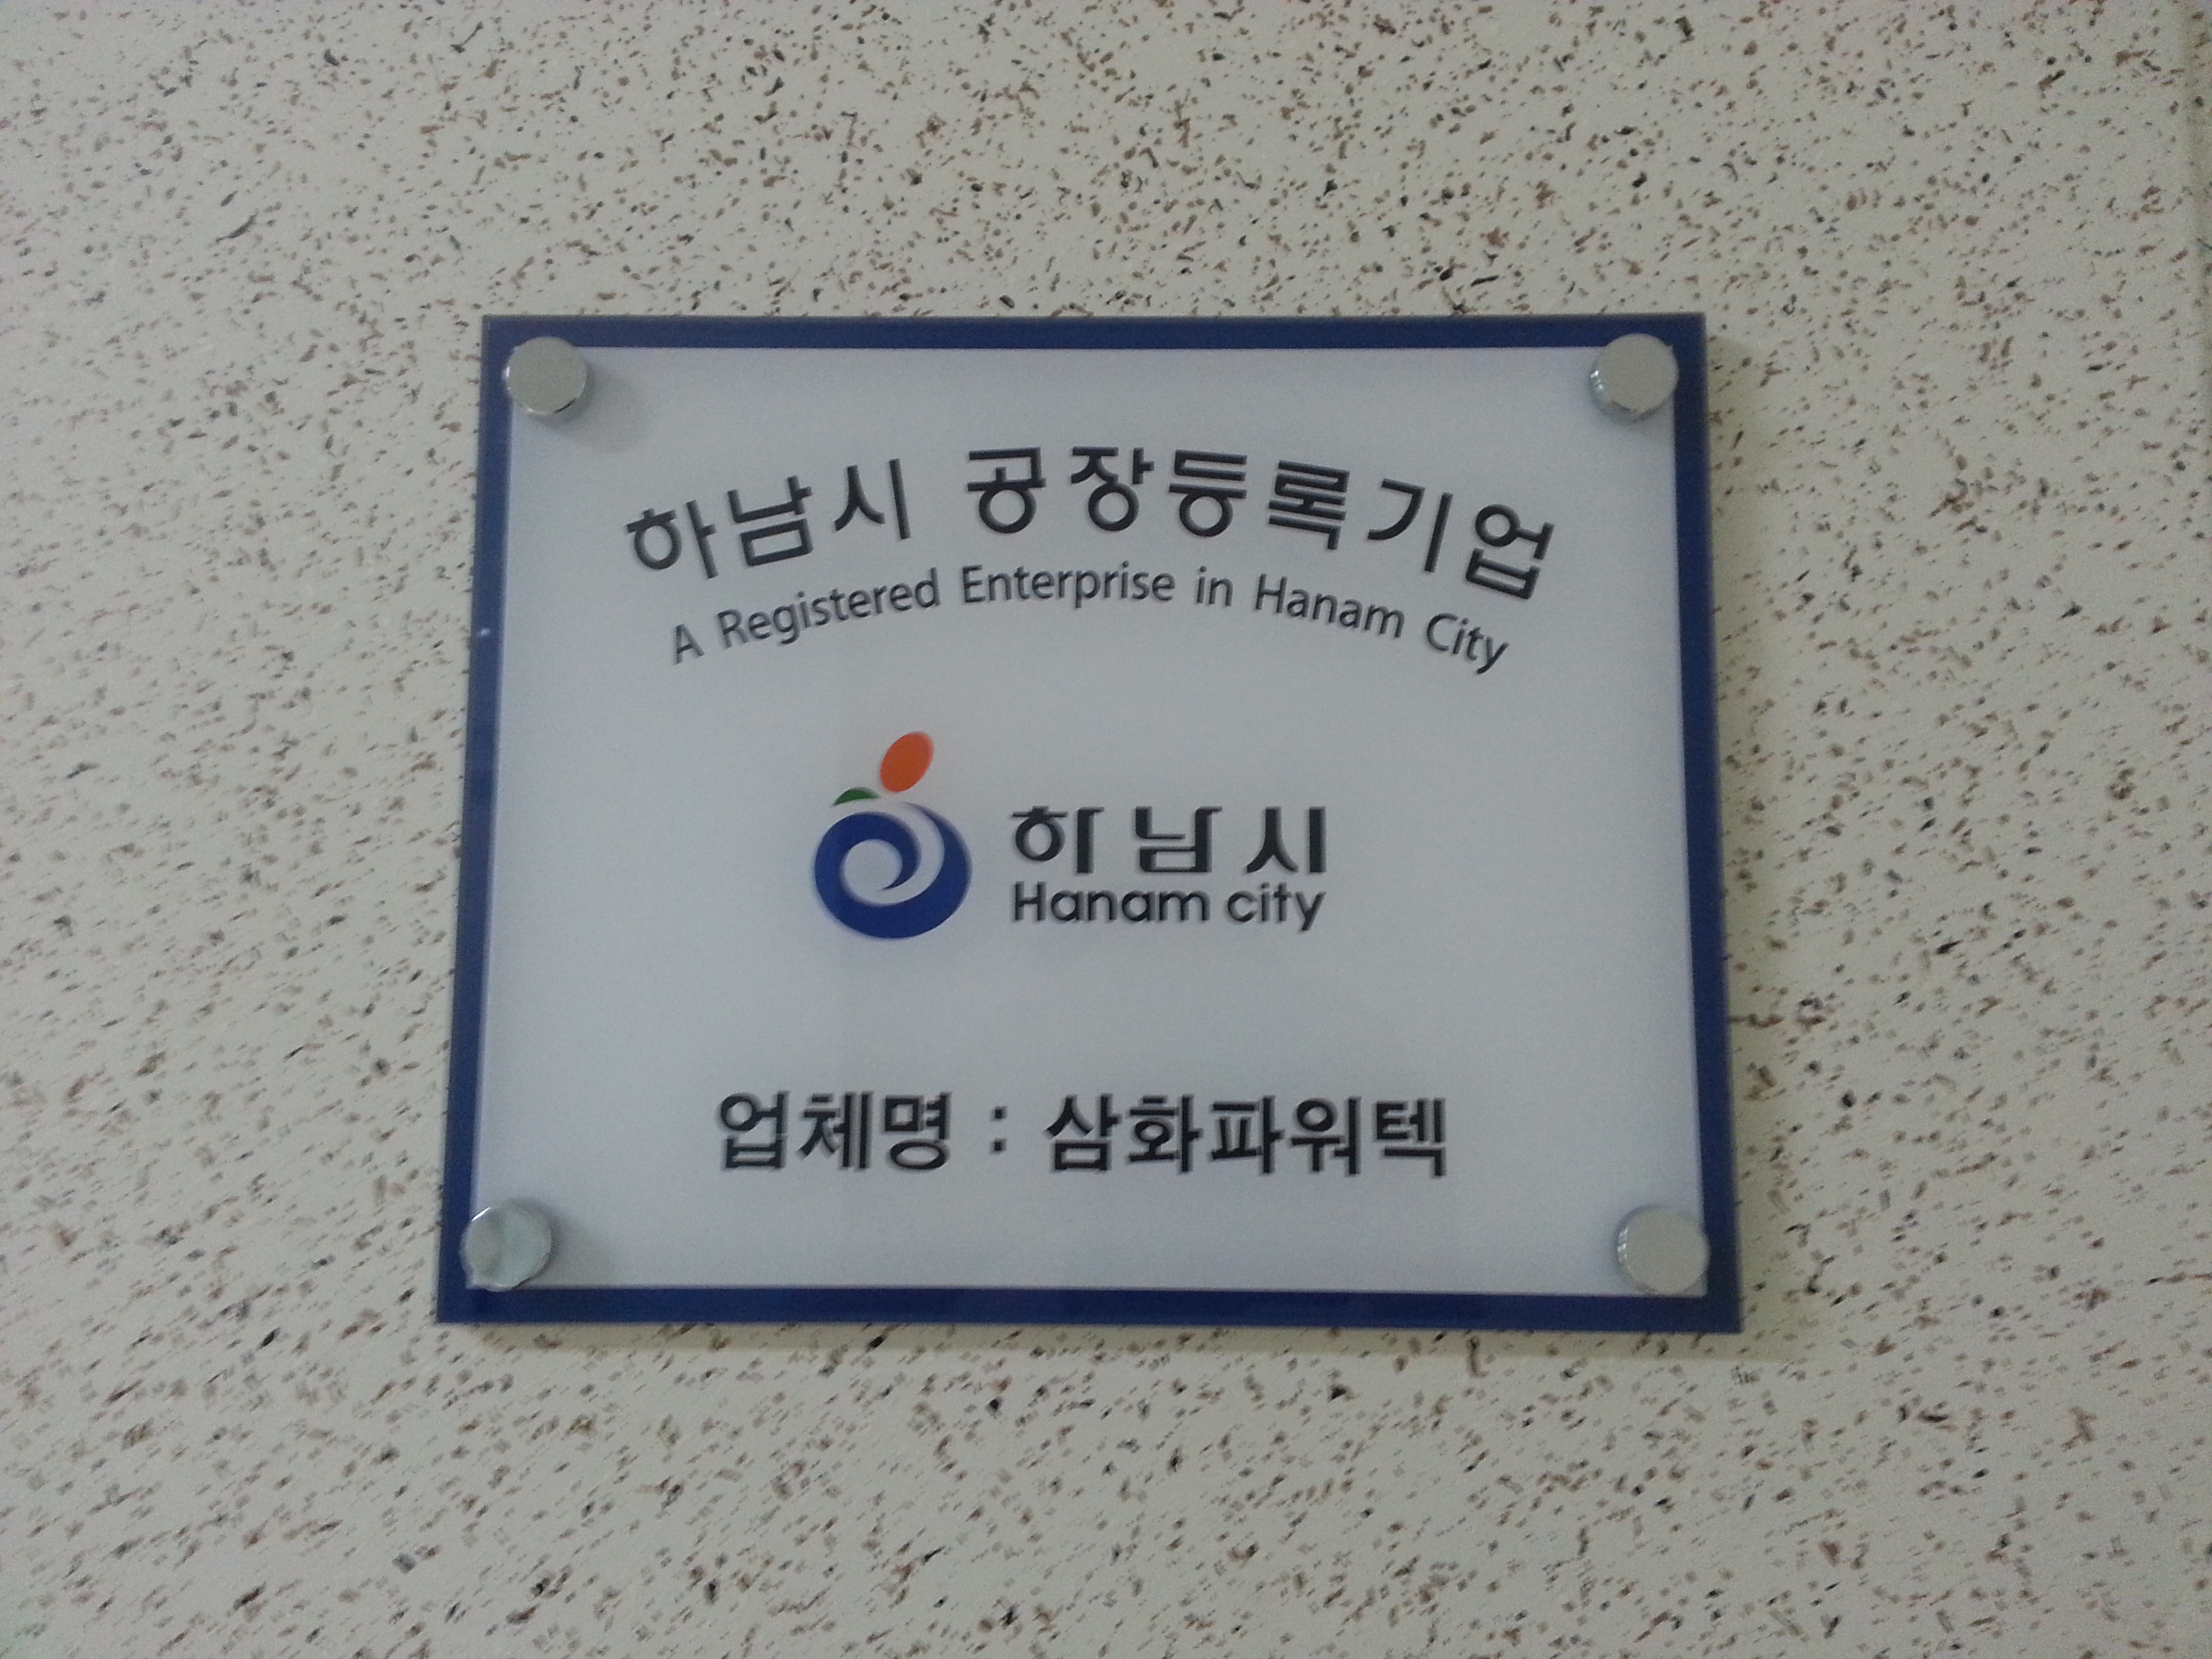 하남시 공장등록기업
A Registered Enterprise in Hanam City
하남시
Hanam city
업체명 : 삼화파워텍